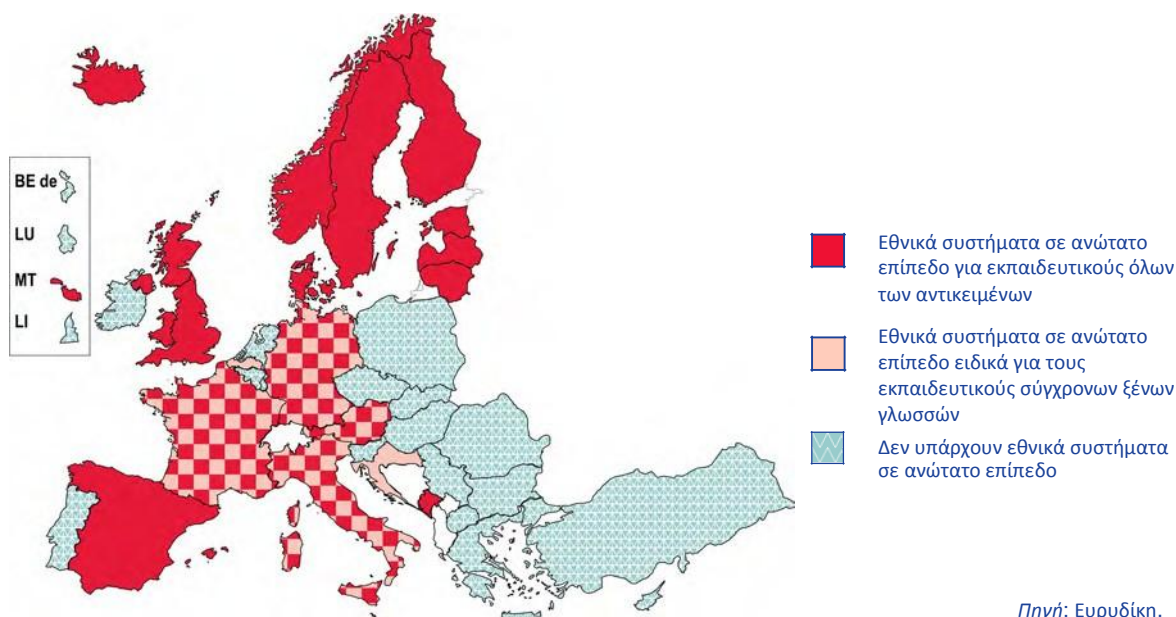 BE de
LU
MT
LI
Εθνικά συστήματα σε ανώτατο
επίπεδο για εκπαιδευτικούς όλων
των αντικειμένων
Εθνικά συστήματα σε ανώτατο
επίπεδο ειδικά για τους
εκπαιδευτικούς σύγχρονων ξένων
γλωσσών
Δεν υπάρχουν εθνικά συστήματα
σε ανώτατο επίπεδο
Πηγή: Ευρυδίκη.